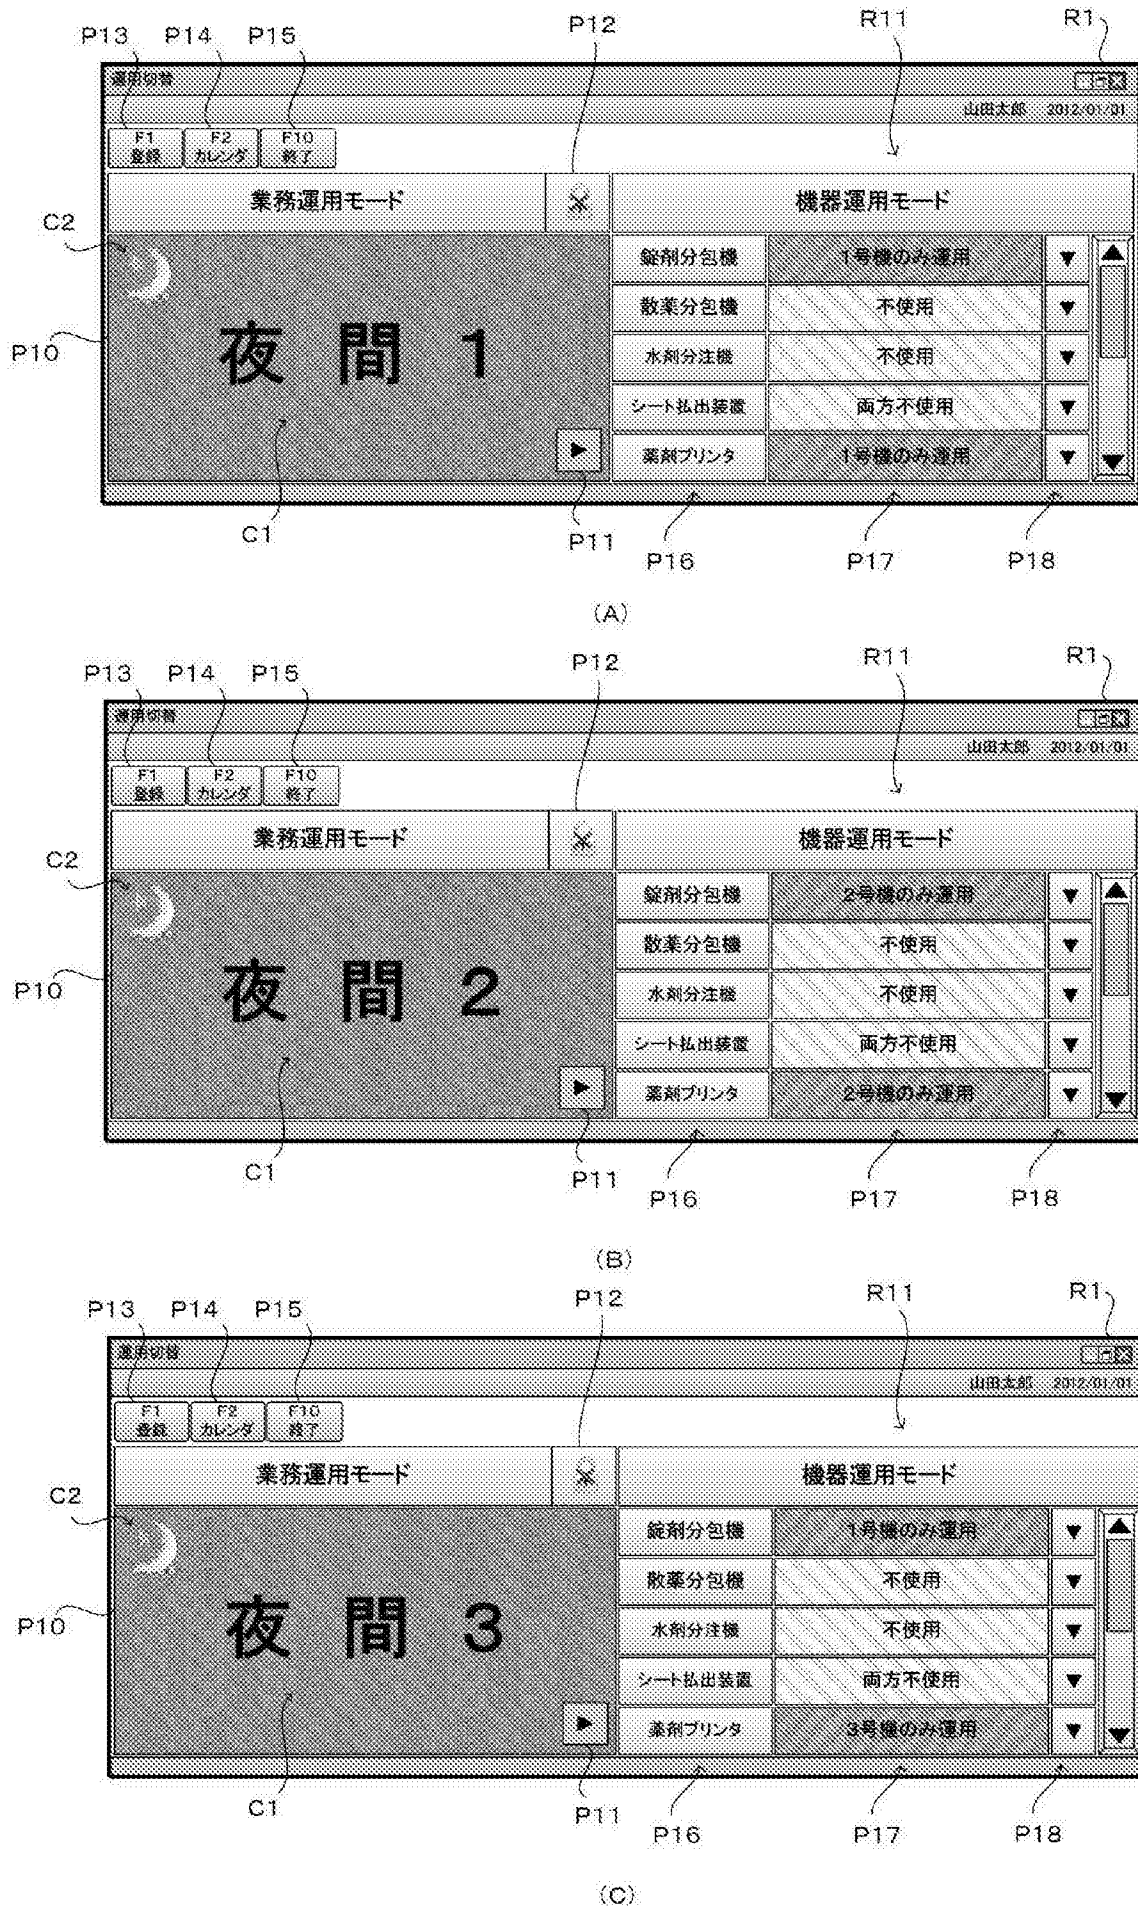 P13 P14 P15 P12 R11 R1
運用切替
山田太郎 2012/01/01
F1 F2 F10
登録 カレンダ 終了
業務運用モード 機器運用モード
C2
錠剤分包機 1号機のみ運用 ▼ ▲
散薬分包機 不使用 ▼
P10 夜間1
水剤分注機 不使用 ▼
シート払出装置 両方不使用 ▼
▶ 薬剤プリンタ 1号機のみ運用 ▼ ▼
C1 P11 P16 P17 P18
(A)
P13 P14 P15 P12 R11 R1
運用切替
山田太郎 2012/01/01
F1 F2 F10
登録 カレンダ 終了
業務運用モード 機器運用モード
C2
錠剤分包機 2号機のみ運用 ▼ ▲
散薬分包機 不使用 ▼
P10 夜間2
水剤分注機 不使用 ▼
シート払出装置 両方不使用 ▼
▶ 薬剤プリンタ 2号機のみ運用 ▼ ▼
C1 P11 P16 P17 P18
(B)
P13 P14 P15 P12 R11 R1
運用切替
山田太郎 2012/01/01
F1 F2 F10
登録 カレンダ 終了
業務運用モード 機器運用モード
C2
錠剤分包機 1号機のみ運用 ▼ ▲
散薬分包機 不使用 ▼
P10 夜間3
水剤分注機 不使用 ▼
シート払出装置 両方不使用 ▼
▶ 薬剤プリンタ 3号機のみ運用 ▼ ▼
C1 P11 P16 P17 P18
(C)